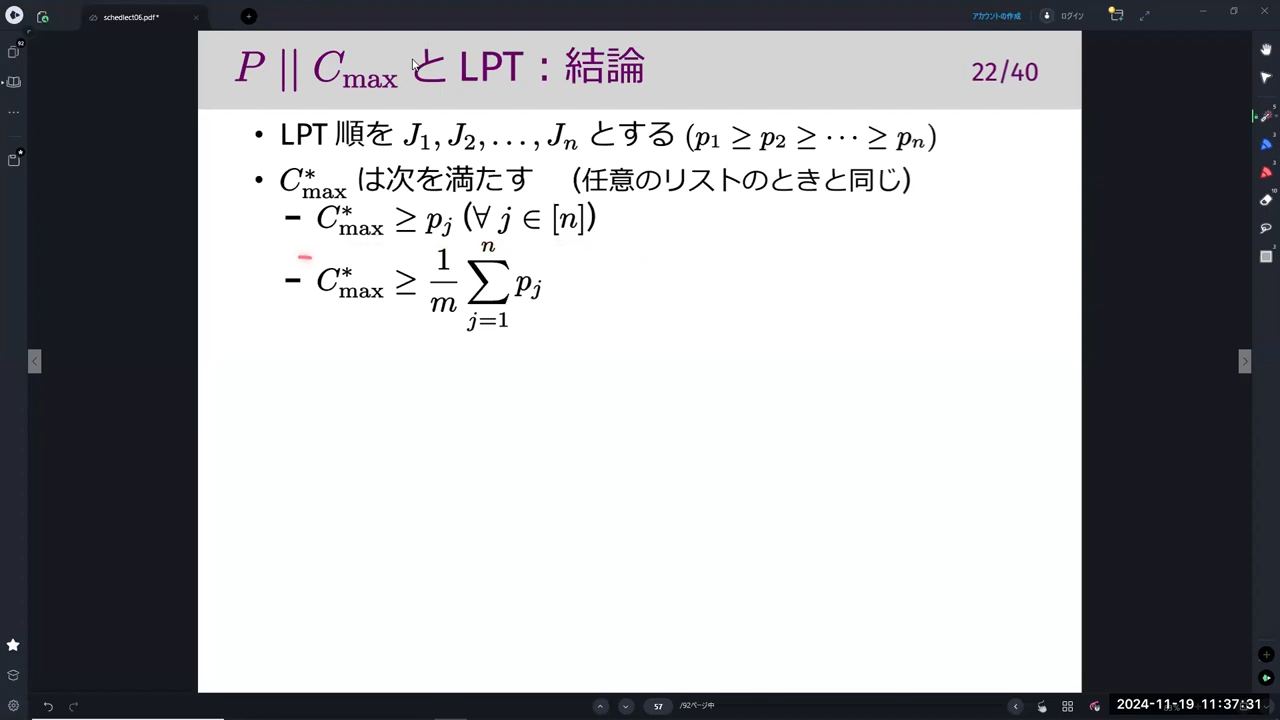 schedlect06.pdf*
アカウントの作成
ログイン
92
P || C_max と LPT：結論
22/40
• LPT 順を J_1, J_2, . . . , J_n とする (p_1 ≥ p_2 ≥ · · · ≥ p_n)
• C*_max は次を満たす (任意のリストのときと同じ)
– C*_max ≥ p_j (∀ j ∈ [n])
– C*_max ≥ \frac{1}{m} \sum_{j=1}^{n} p_j
57
/92ページ中
2024-11-19 11:37:31